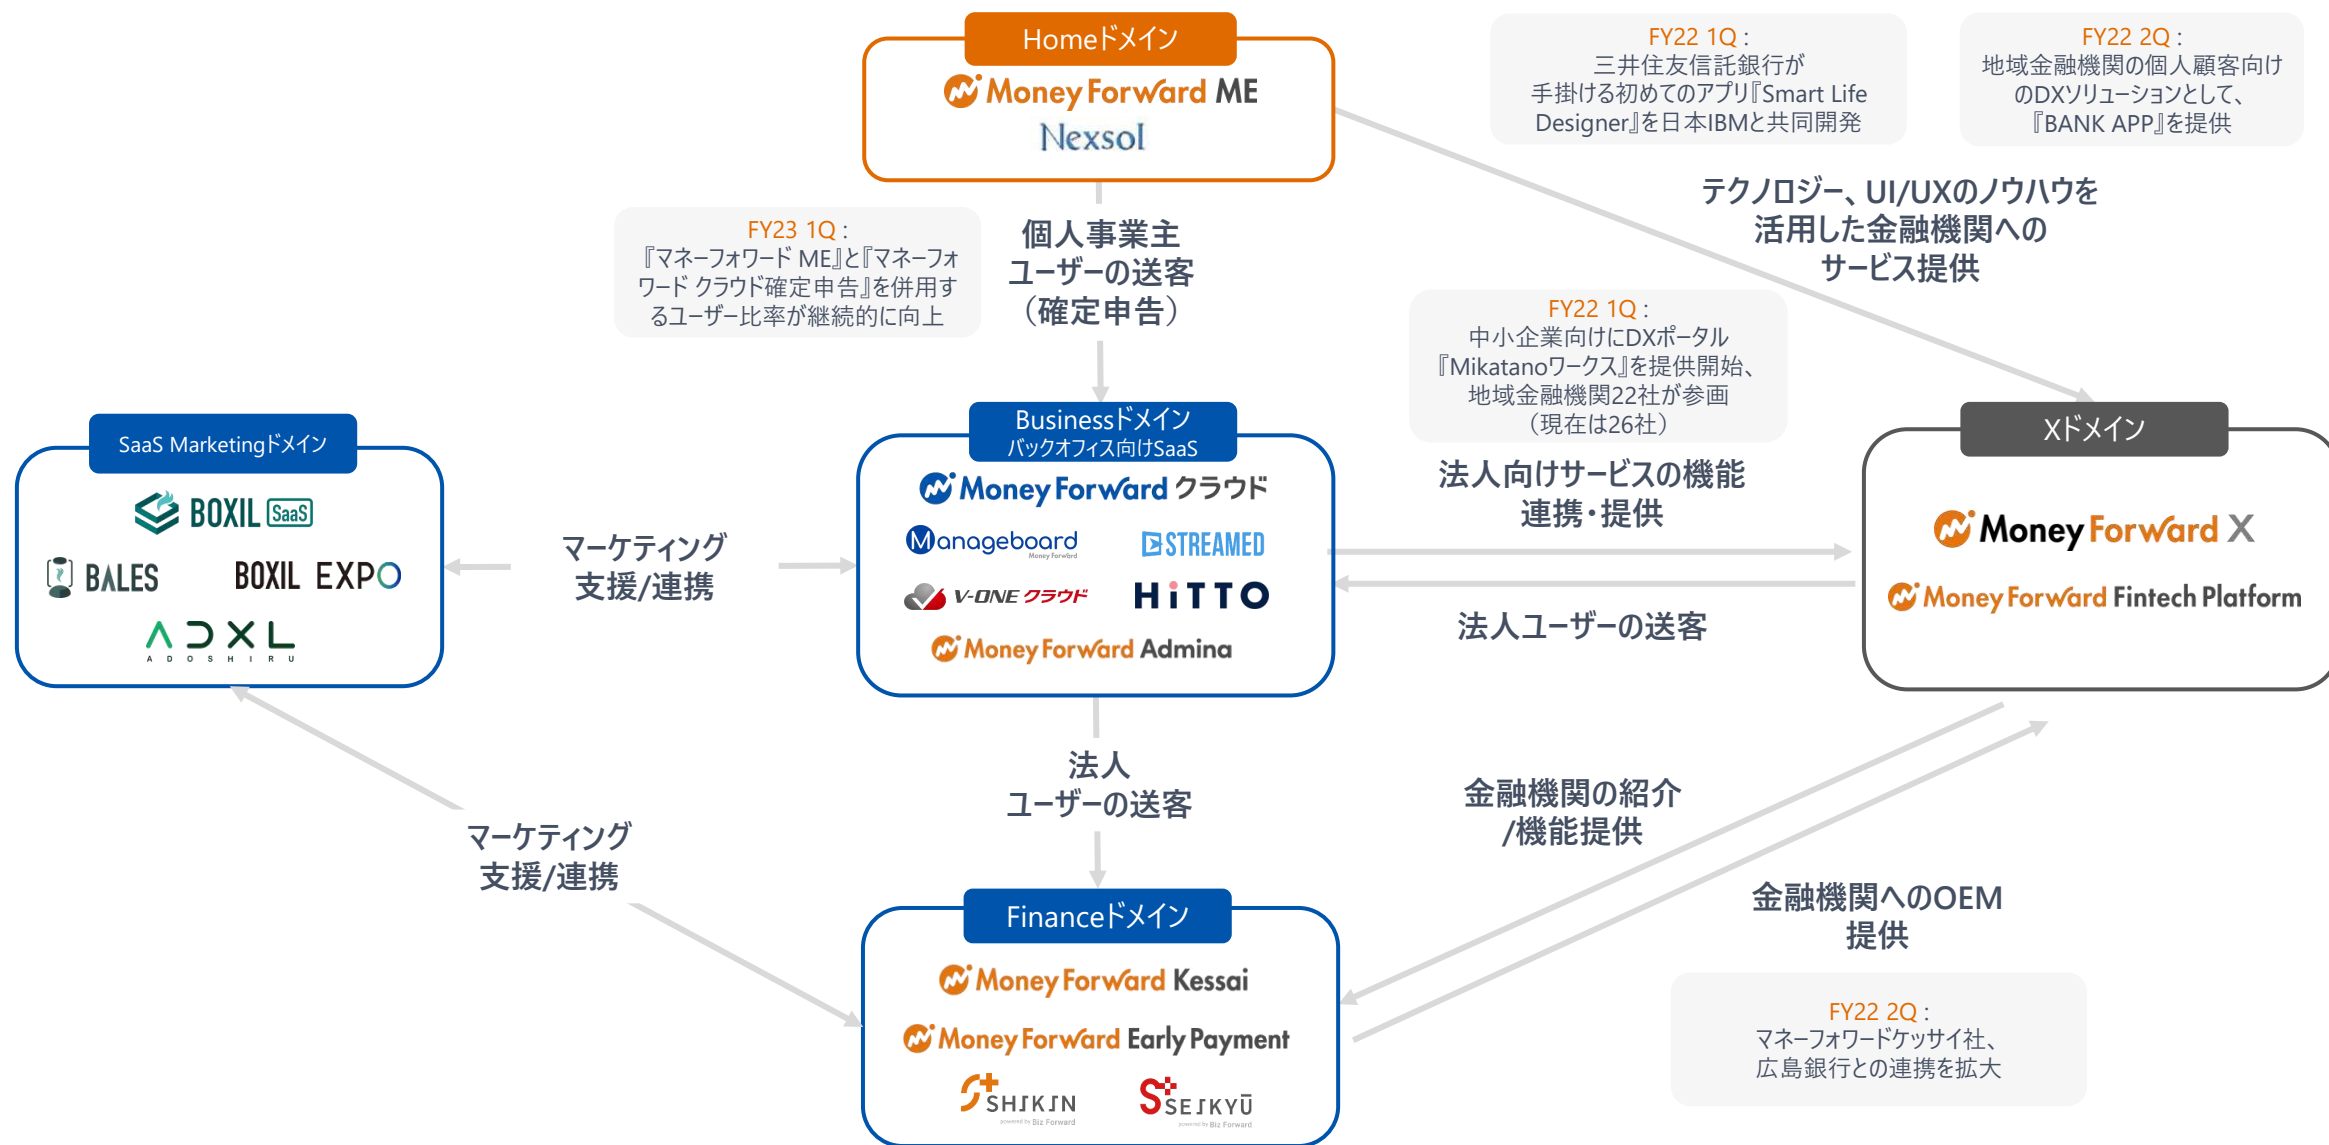 Homeドメイン
Money Forward ME
Nexsol
FY22 1Q :
三井住友信託銀行が
手掛ける初めてのアプリ『Smart Life
Designer』を日本IBMと共同開発
FY22 2Q :
地域金融機関の個人顧客向け
のDXソリューションとして、
『BANK APP』を提供
テクノロジー、UI/UXのノウハウを
活用した金融機関への
サービス提供
FY23 1Q :
『マネーフォワード ME』と『マネーフォ
ワード クラウド確定申告』を併用す
るユーザー比率が継続的に向上
個人事業主
ユーザーの送客
（確定申告）
FY22 1Q :
中小企業向けにDXポータル
『Mikatanoワークス』を提供開始、
地域金融機関22社が参画
（現在は26社）
SaaS Marketingドメイン
BOXIL SaaS
BALES
BOXIL EXPO
ADXL
ADOSHIRU
マーケティング
支援/連携
Businessドメイン
バックオフィス向けSaaS
Money Forward クラウド
Manageboard
Money Forward
STREAMED
V-ONE クラウド
HiTTO
Money Forward Admina
法人向けサービスの機能
連携・提供
法人ユーザーの送客
Xドメイン
Money Forward X
Money Forward Fintech Platform
法人
ユーザーの送客
マーケティング
支援/連携
金融機関の紹介
/機能提供
金融機関へのOEM
提供
FY22 2Q :
マネーフォワードケッサイ社、
広島銀行との連携を拡大
Financeドメイン
Money Forward Kessai
Money Forward Early Payment
SHIKIN
powered by Biz Forward
SEIKYŪ
powered by Biz Forward